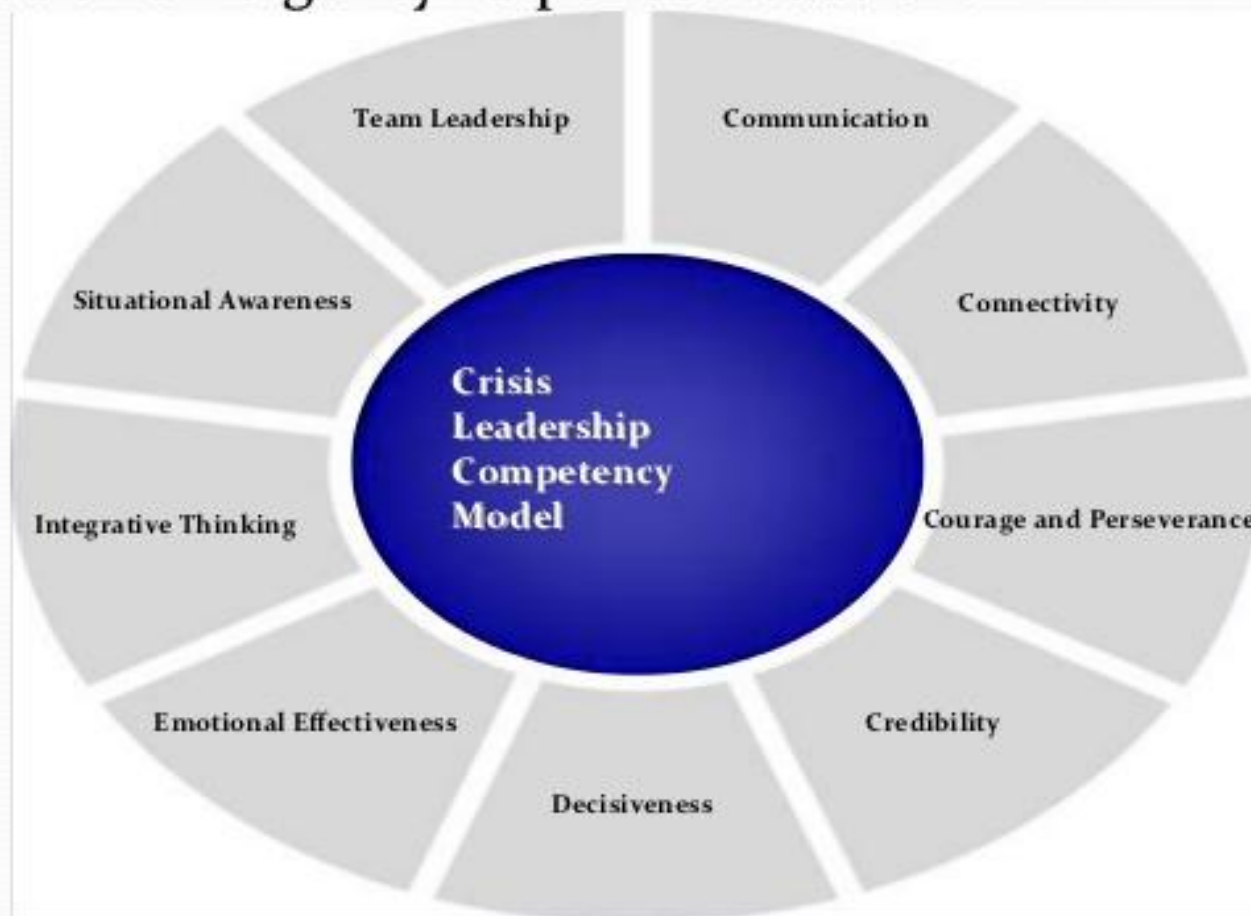 Team Leadership
Communication
Situational Awareness
Connectivity
Crisis
Leadership
Competency
Model
Integrative Thinking
Courage and Perseverance
Emotional Effectiveness
Credibility
Decisiveness